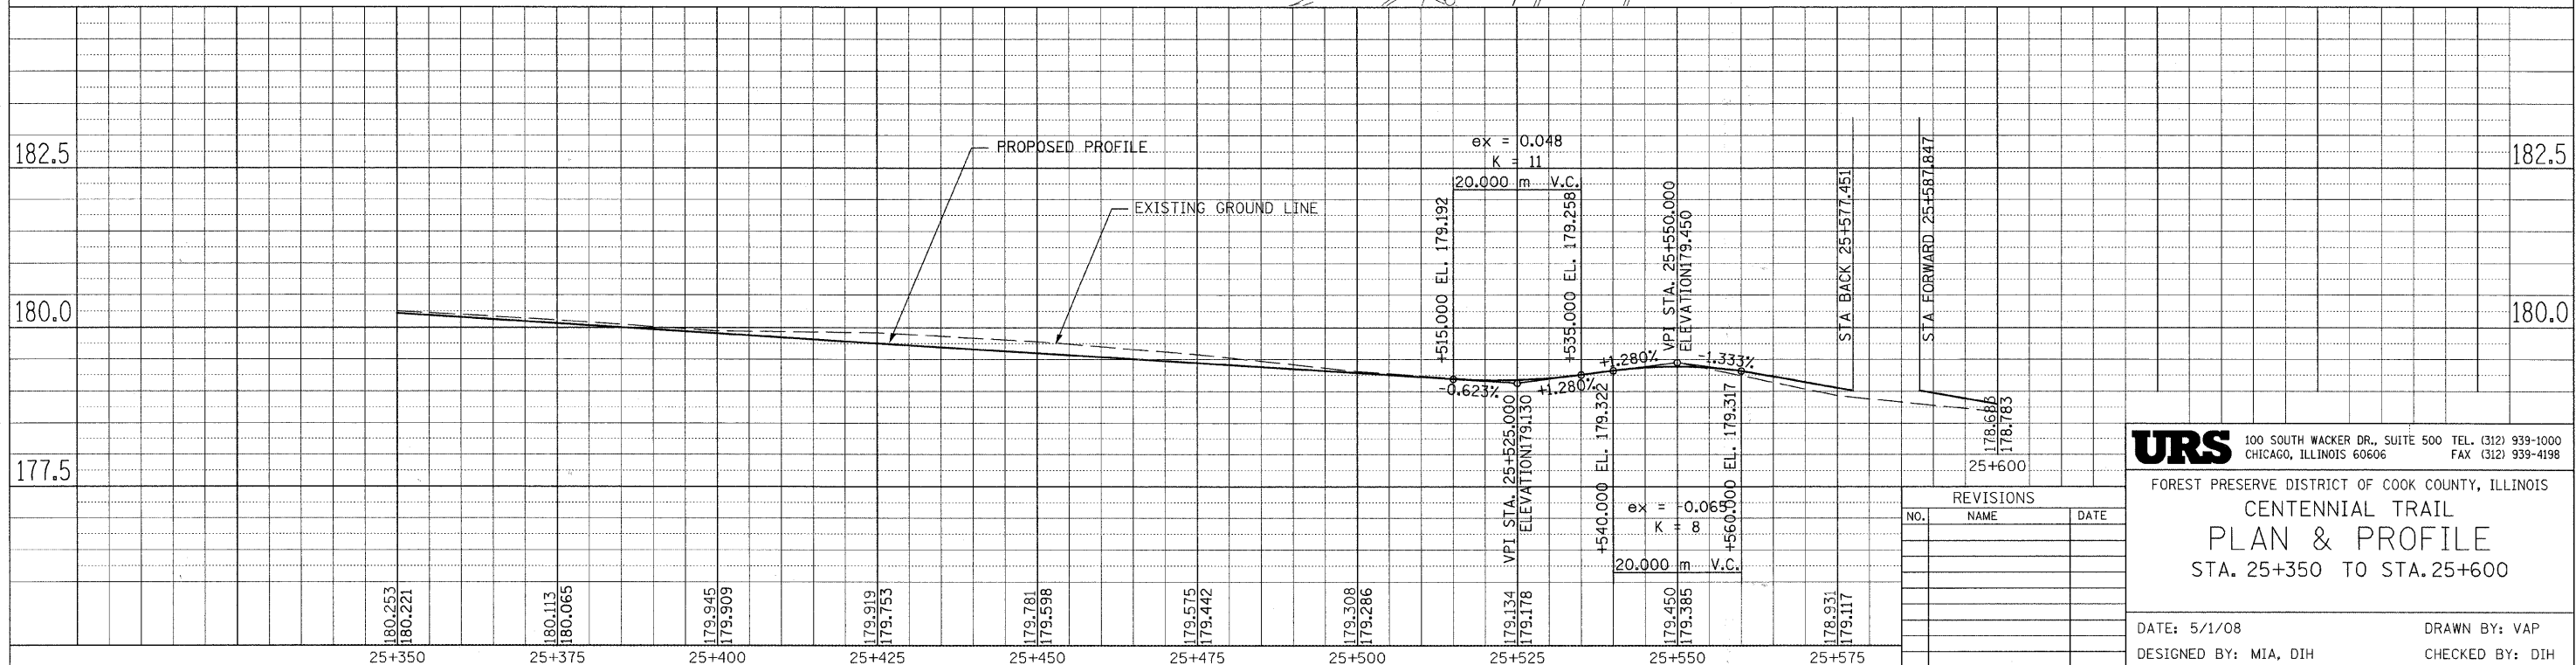 182.5
180.0
177.5
PROPOSED PROFILE
EXISTING GROUND LINE
ex = 0.048
K = 11
20.000 m V.C.
+515.000 EL. 179.192
+535.000 EL. 179.258
VPI STA. 25+525.000
ELEVATION179.130
-0.623%
+1.280%
+1.280%
-1.333%
VPI STA. 25+550.000
ELEVATION179.450
+540.000 EL. 179.322
+560.000 EL. 179.317
ex = -0.065
K = 8
20.000 m V.C.
STA BACK 25+577.451
STA FORWARD 25+587.847
182.5
180.0
178.683
178.783
25+600
180.253
180.221
180.113
180.065
179.945
179.909
179.919
179.753
179.781
179.598
179.575
179.442
179.308
179.286
179.134
179.178
179.450
179.385
178.931
179.117
25+350 25+375 25+400 25+425 25+450 25+475 25+500 25+525 25+550 25+575
REVISIONS
NO. NAME DATE
URS
100 SOUTH WACKER DR., SUITE 500 TEL. (312) 939-1000
CHICAGO, ILLINOIS 60606 FAX (312) 939-4198
FOREST PRESERVE DISTRICT OF COOK COUNTY, ILLINOIS
CENTENNIAL TRAIL
PLAN & PROFILE
STA. 25+350 TO STA. 25+600
DATE: 5/1/08 DRAWN BY: VAP
DESIGNED BY: MIA, DIH CHECKED BY: DIH